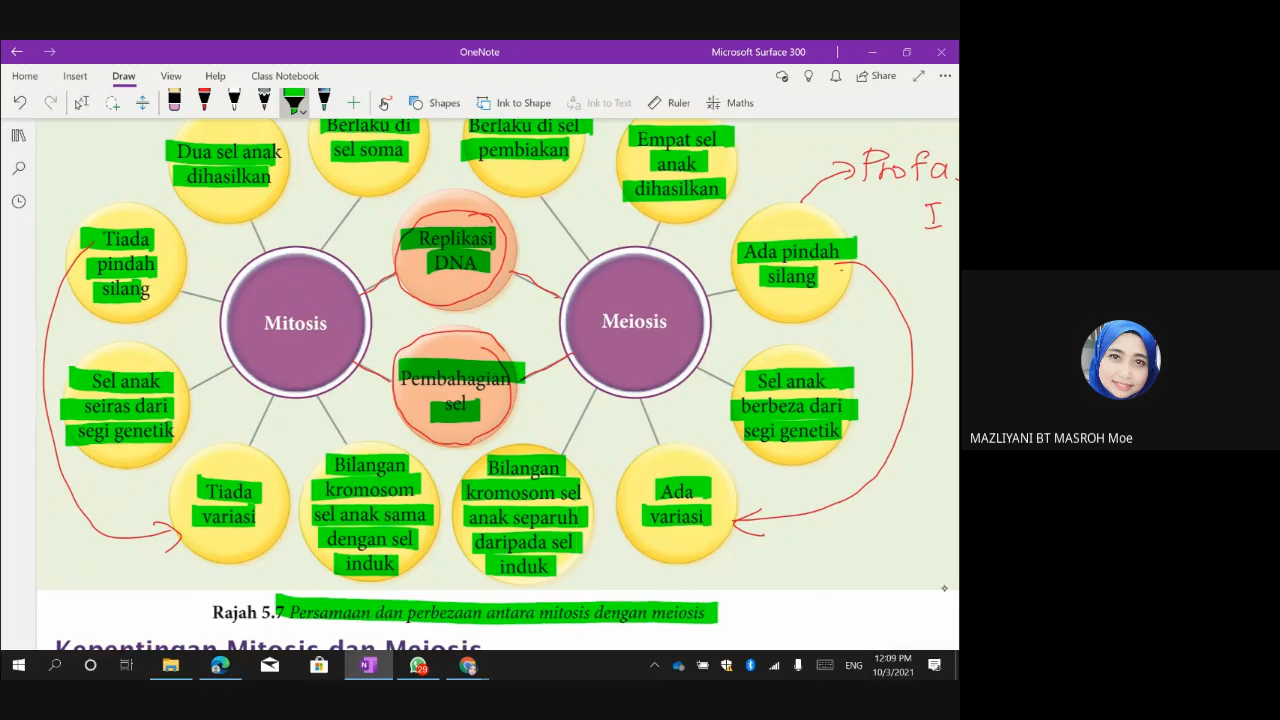 OneNote
Microsoft Surface 300
Home Insert Draw View Help Class Notebook
Share
Shapes
Ink to Shape
Ink to Text
Ruler
Maths
Dua sel anak
dihasilkan
Berlaku di
sel soma
Berlaku di sel
pembiakan
Empat sel
anak
dihasilkan
Profa
I
Tiada
pindah
silang
Replikasi
DNA
Ada pindah
silang
Mitosis
Meiosis
Sel anak
seiras dari
segi genetik
Pembahagian
sel
Sel anak
berbeza dari
segi genetik
Tiada
variasi
Bilangan
kromosom
sel anak sama
dengan sel
induk
Bilangan
kromosom sel
anak separuh
daripada sel
induk
Ada
variasi
Rajah 5.7 Persamaan dan perbezaan antara mitosis dengan meiosis
Kepentingan Mitosis dan Meiosis
MAZLIYANI BT MASROH Moe
29
ENG
12:09 PM
10/3/2021